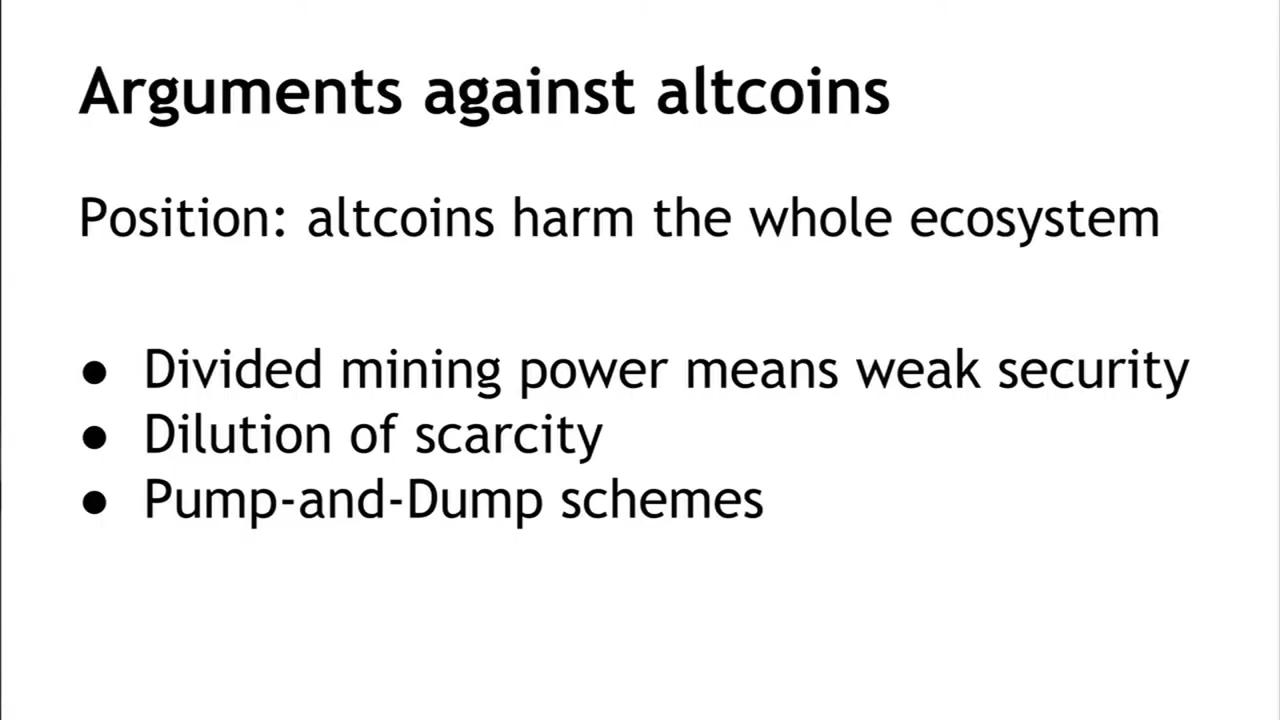 Arguments against altcoins
Position: altcoins harm the whole ecosystem
● Divided mining power means weak security
● Dilution of scarcity
● Pump-and-Dump schemes